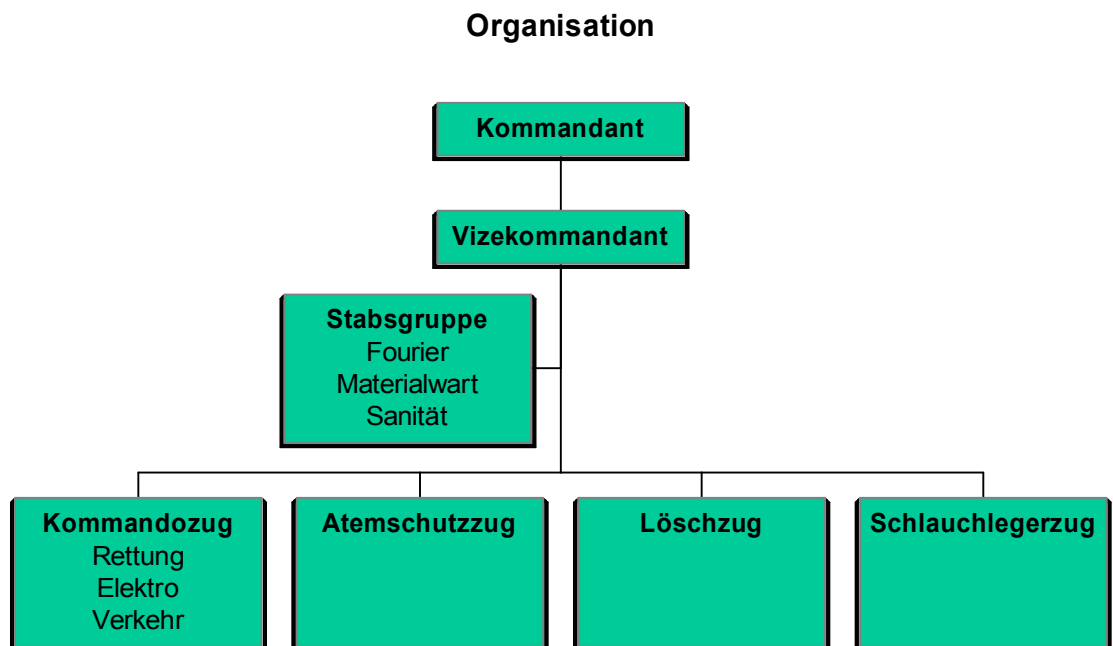 Organisation
Kommandant
Vizekommandant
Stabsgruppe
Fourier
Materialwart
Sanität
Kommandozug
Rettung
Elektro
Verkehr
Atemschutzzug
Löschzug
Schlauchlegerzug